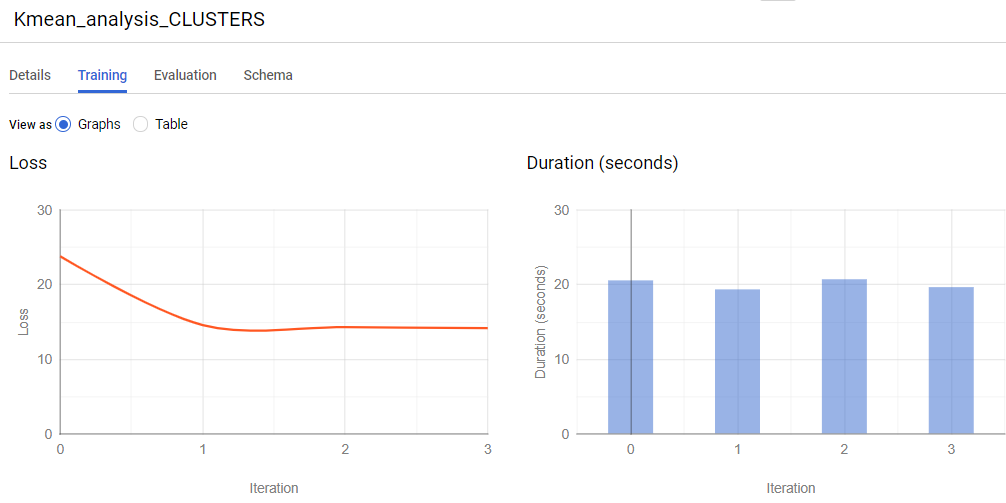 Kmean_analysis_CLUSTERS
Details Training Evaluation Schema
View as Graphs Table
Loss
30
20
10
0
Loss
0 1 2 3
Iteration
Duration (seconds)
30
20
10
0
Duration (seconds)
0 1 2 3
Iteration